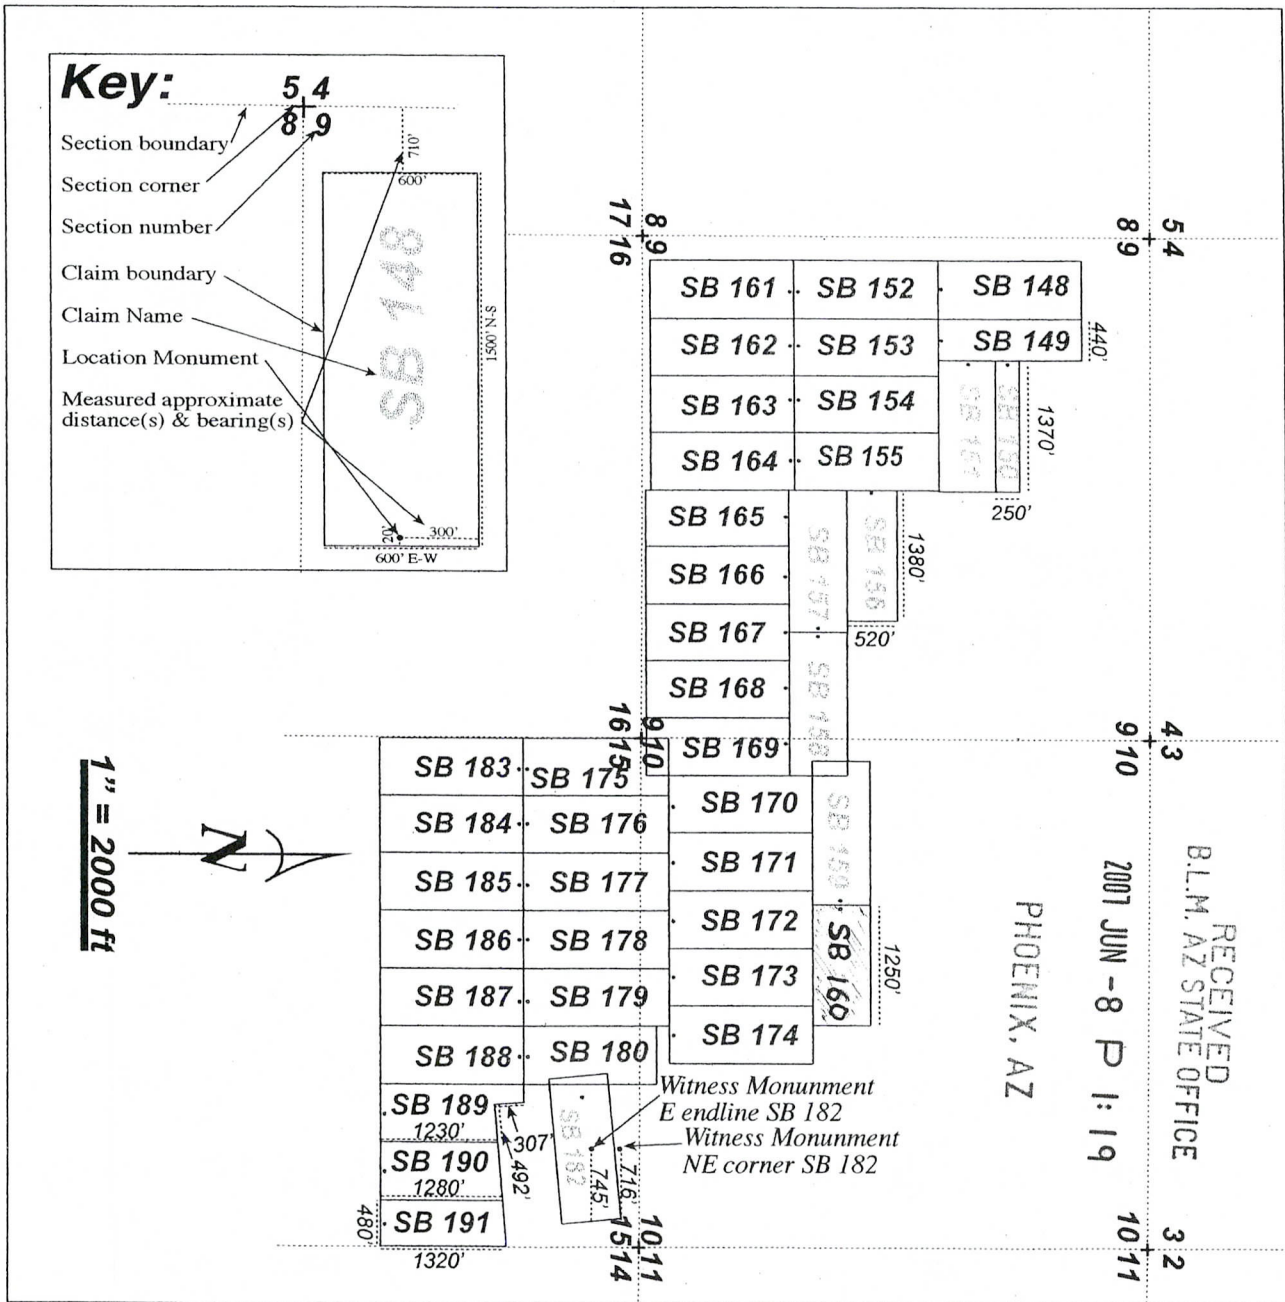 Key:
5 4
8 9
Section boundary
Section corner
Section number
Claim boundary
Claim Name
Location Monument
Measured approximate
distance(s) & bearing(s)
710'
600'
SB 148
1500' N-S
20'
300'
600' E-W
8 9
17 16
5 4
8 9
SB 161
SB 152
SB 148
SB 162
SB 153
SB 149
440'
SB 163
SB 154
SB 151
SB 150
1370'
SB 164
SB 155
250'
SB 165
SB 157
SB 156
1380'
SB 166
SB 167
520'
SB 168
SB 158
SB 169
9 10
16 15
4 3
9 10
SB 183
SB 175
SB 170
SB 159
SB 184
SB 176
SB 171
SB 185
SB 177
SB 172
SB 160
1250'
SB 186
SB 178
SB 173
SB 187
SB 179
SB 174
SB 188
SB 180
N
1" = 2000 ft
Witness Monunment
E endline SB 182
Witness Monunment
NE corner SB 182
SB 189
1230'
307'
492'
SB 182
745'
716'
SB 190
1280'
SB 191
480'
1320'
10 11
15 14
3 2
10 11
RECEIVED
B.L.M. AZ STATE OFFICE
2007 JUN -8 P 1: 19
PHOENIX, AZ